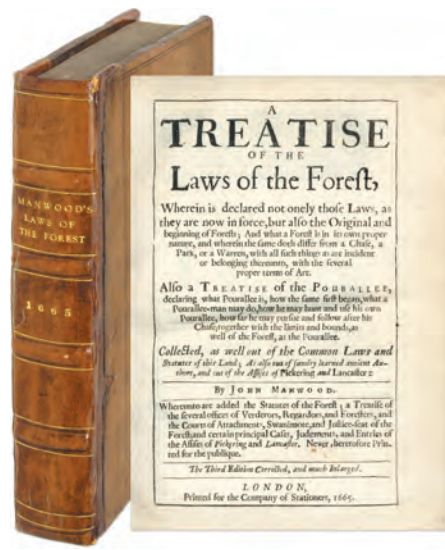 MANWOOD'S
LAWS OF
THE FOREST
1665
A
TREATISE
OF THE
Laws of the Forest,
Wherein is declared not onely those Laws, as
they are now in force, but also the Original and
beginning of Forests; And what a Forest is in its own proper
nature, and wherein the same doth differ from a Chase, a
Park, or a Warren, with all such things as are incident
or belonging thereunto, with the several
proper terms of Art.
Also a TREATISE of the POURALLEE,
declaring what Pourallee is, how the same first began, what a
Pourallee-man may do, how he may hunt and use his own
Pourallee, how far he may pursue and follow after his
Chase; together with the limits and bounds, as
well of the Forest, as the Pourallee.
Collected, as well out of the Common Laws and
Statutes of this Land; As also out of sundry learned ancient Au-
thors, and out of the Assises of Pickering and Lancaster:
By JOHN MANWOOD.
Whereunto are added the Statutes of the Forest; a Treatise of
the several offices of Verderors, Regardors, and Foresters, and
the Courts of Attachments, Swanimote, and Justice-seat of the
Forest; and certain principal Cases, Judgements, and Entries of
the Assises of Pickering and Lancaster. Never heretofore Prin-
ted for the publique.
The Third Edition Corrected, and much Inlarged.
LONDON,
Printed for the Company of Stationers, 1665.